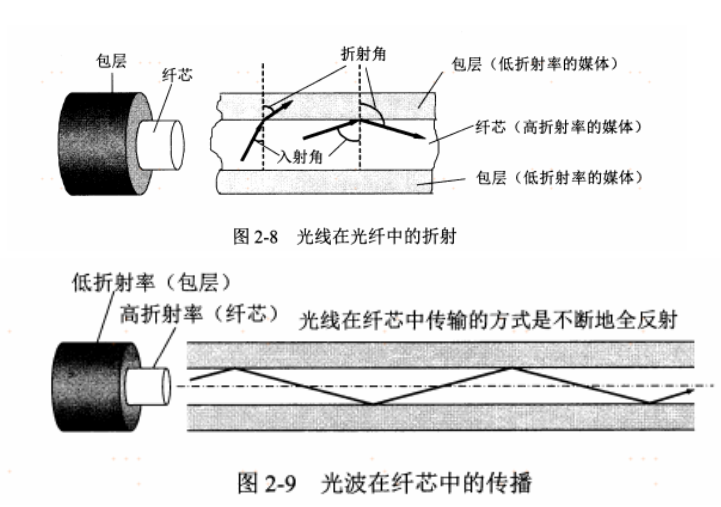 包层
纤芯
折射角
包层（低折射率的媒体）
纤芯（高折射率的媒体）
入射角
包层（低折射率的媒体）
图 2-8 光线在光纤中的折射
低折射率（包层）
高折射率（纤芯）
光线在纤芯中传输的方式是不断地全反射
图 2-9 光波在纤芯中的传播